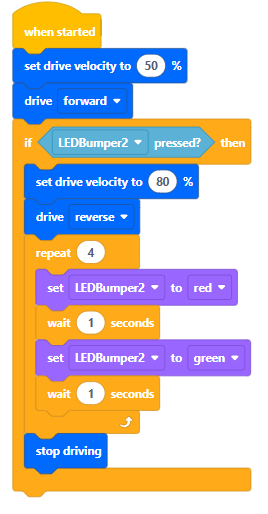 when started
set drive velocity to 50 %
drive forward
if LEDBumper2 pressed? then
set drive velocity to 80 %
drive reverse
repeat 4
set LEDBumper2 to red
wait 1 seconds
set LEDBumper2 to green
wait 1 seconds
stop driving